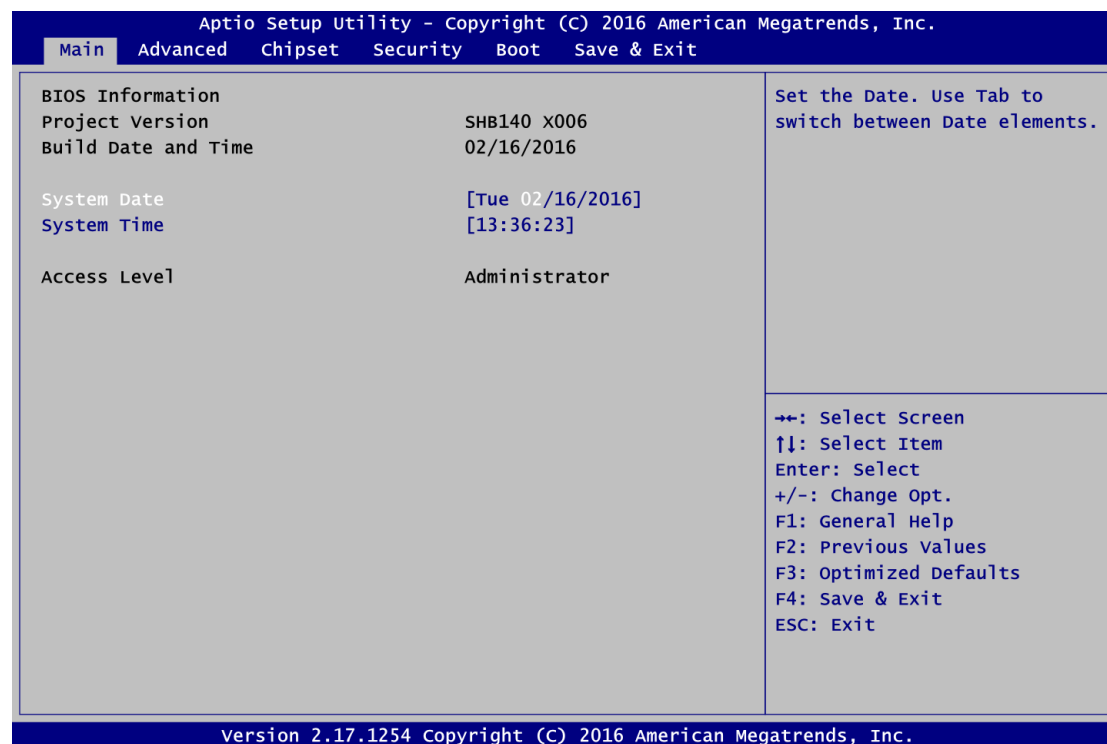 Aptio Setup Utility - Copyright (C) 2016 American Megatrends, Inc.
Main Advanced Chipset Security Boot Save & Exit
BIOS Information
Project Version SHB140 X006
Build Date and Time 02/16/2016
System Date [Tue 02/16/2016]
System Time [13:36:23]
Access Level Administrator
Set the Date. Use Tab to
switch between Date elements.
→←: Select Screen
↑↓: Select Item
Enter: Select
+/-: Change Opt.
F1: General Help
F2: Previous Values
F3: Optimized Defaults
F4: Save & Exit
ESC: Exit
Version 2.17.1254 Copyright (C) 2016 American Megatrends, Inc.